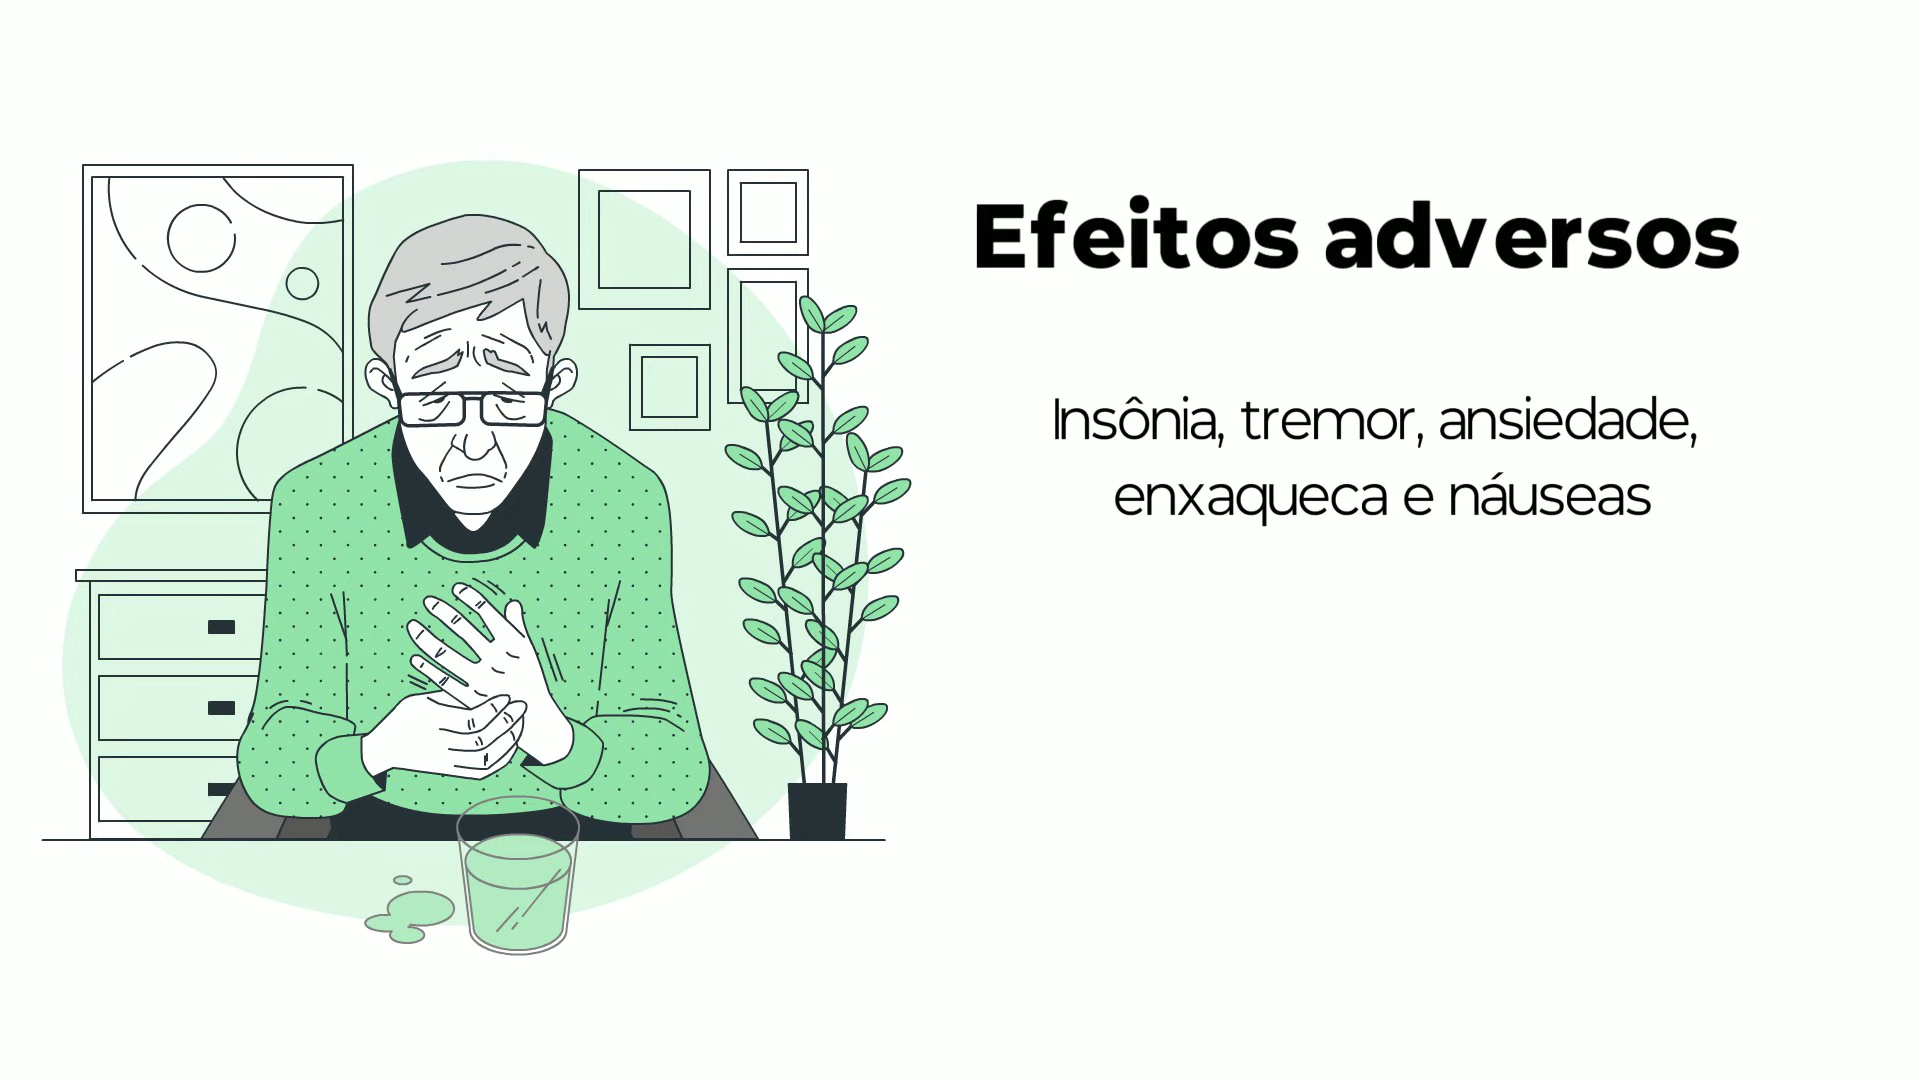 Efeitos adversos
Insônia, tremor, ansiedade,
enxaqueca e náuseas